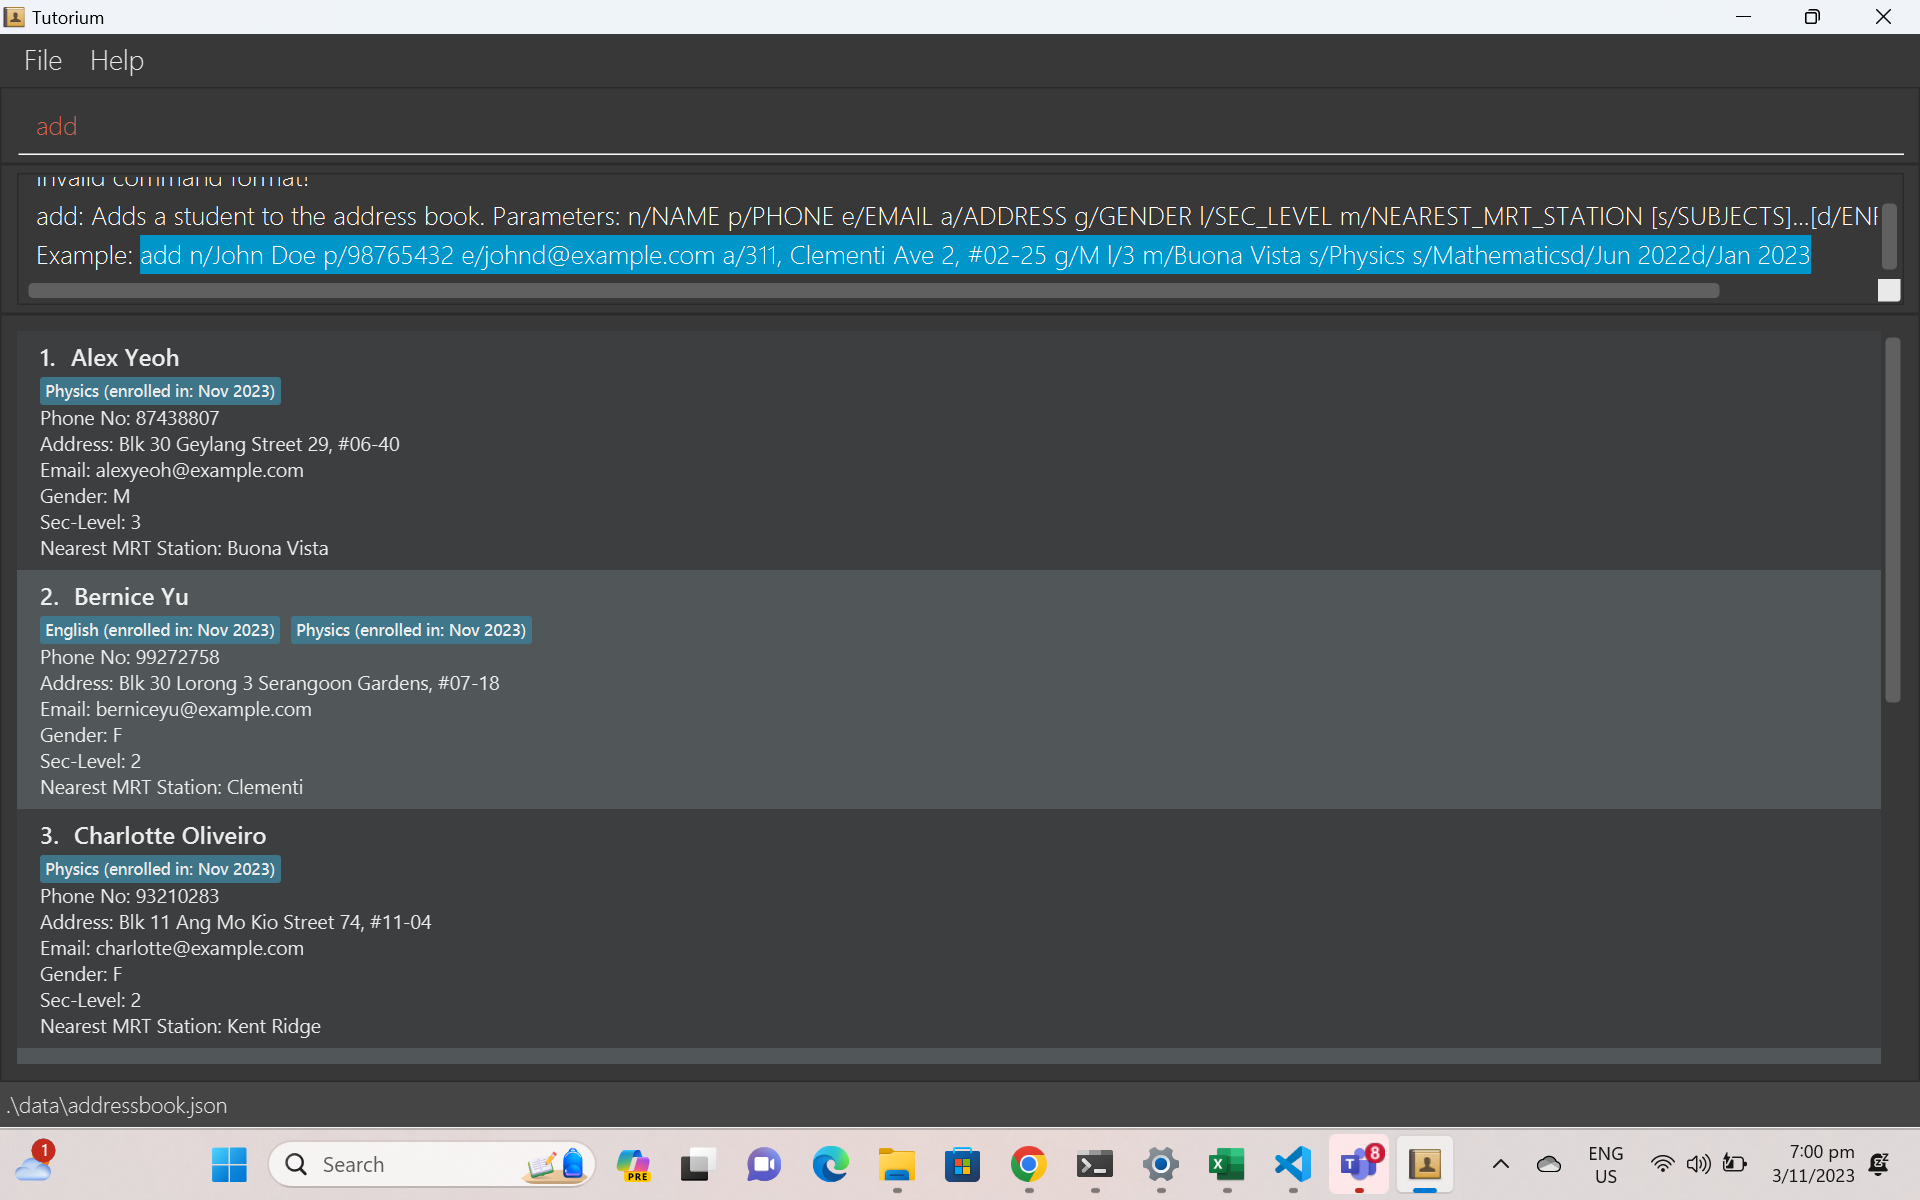 Tutorium
File Help
add
Invalid command format!
add: Adds a student to the address book. Parameters: n/NAME p/PHONE e/EMAIL a/ADDRESS g/GENDER l/SEC_LEVEL m/NEAREST_MRT_STATION [s/SUBJECTS]...[d/EN
Example: add n/John Doe p/98765432 e/johnd@example.com a/311, Clementi Ave 2, #02-25 g/M l/3 m/Buona Vista s/Physics s/Mathematicsd/Jun 2022d/Jan 2023
1. Alex Yeoh
Physics (enrolled in: Nov 2023)
Phone No: 87438807
Address: Blk 30 Geylang Street 29, #06-40
Email: alexyeoh@example.com
Gender: M
Sec-Level: 3
Nearest MRT Station: Buona Vista
2. Bernice Yu
English (enrolled in: Nov 2023) Physics (enrolled in: Nov 2023)
Phone No: 99272758
Address: Blk 30 Lorong 3 Serangoon Gardens, #07-18
Email: berniceyu@example.com
Gender: F
Sec-Level: 2
Nearest MRT Station: Clementi
3. Charlotte Oliveiro
Physics (enrolled in: Nov 2023)
Phone No: 93210283
Address: Blk 11 Ang Mo Kio Street 74, #11-04
Email: charlotte@example.com
Gender: F
Sec-Level: 2
Nearest MRT Station: Kent Ridge
.\data\addressbook.json
1
Search
PRE
8
ENG
US
7:00 pm
3/11/2023